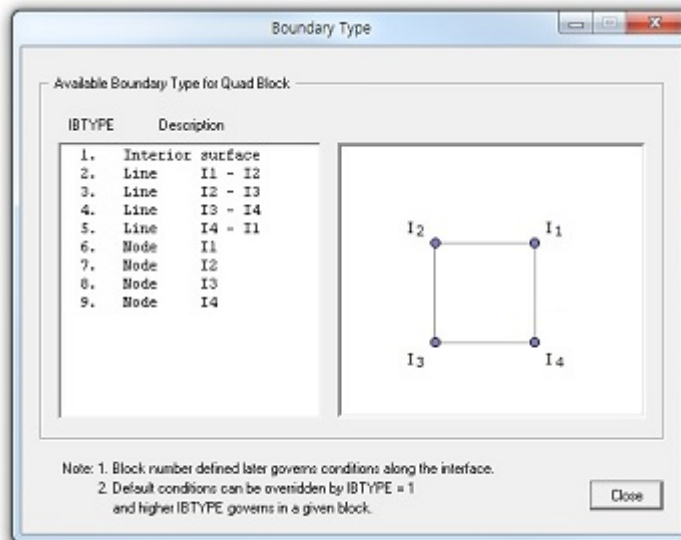 Boundary Type
Available Boundary Type for Quad Block
IBTYPE Description
1. Interior surface
2. Line I1 - I2
3. Line I2 - I3
4. Line I3 - I4
5. Line I4 - I1
6. Node I1
7. Node I2
8. Node I3
9. Node I4
I2 I1
I3 I4
Note: 1. Block number defined later governs conditions along the interface.
2. Default conditions can be overridden by IBTYPE = 1
and higher IBTYPE governs in a given block.
Close